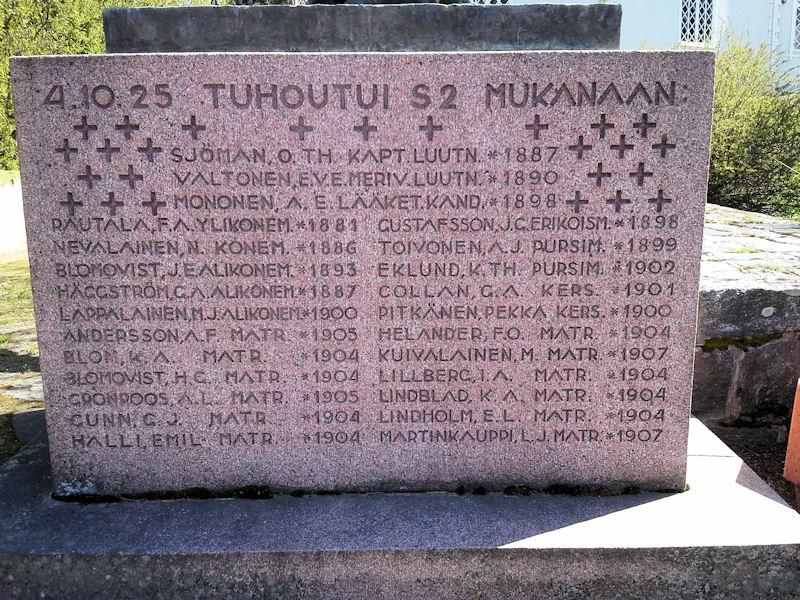 4.10.25 TUHOUTUI S2 MUKANAAN:
SJÖMAN, O. TH. KAPT. LUUTN. *1887
VALTONEN, E.V.E. MERIV. LUUTN. *1890
MONONEN, A. E. LÄÄKET. KAND. *1898
RAUTALA, F.A. YLIKONEM. *1881 GUSTAFSSON, J.G. ERIKOISM. *1898
NEVALAINEN, N. KONEM. *1886 TOIVONEN, A.J. PURSIM. *1899
BLOMQVIST, J.E. ALIKONEM. *1893 EKLUND, K. TH. PURSIM. *1902
HÄGGSTRÖM, G.A. ALIKONEM. *1887 COLLAN, G. A. KERS. *1901
LAPPALAINEN, M.J. ALIKONEM. *1900 PITKÄNEN, PEKKA KERS. *1900
ANDERSSON, A.F. MATR. *1905 HELANDER, F.O. MATR. *1904
BLOM, K. A. MATR. *1904 KUIVALAINEN, M. MATR. *1907
BLOMQVIST, H.G. MATR. *1904 LILLBERG, I.A. MATR. *1904
GRÖNROOS, A.L. MATR. *1905 LINDBLAD, K.A. MATR. *1904
GUNN, G. J. MATR. *1904 LINDHOLM, E.L. MATR. *1904
HALLI, EMIL. MATR. *1904 MARTINKAUPPI, L.J. MATR. *1907